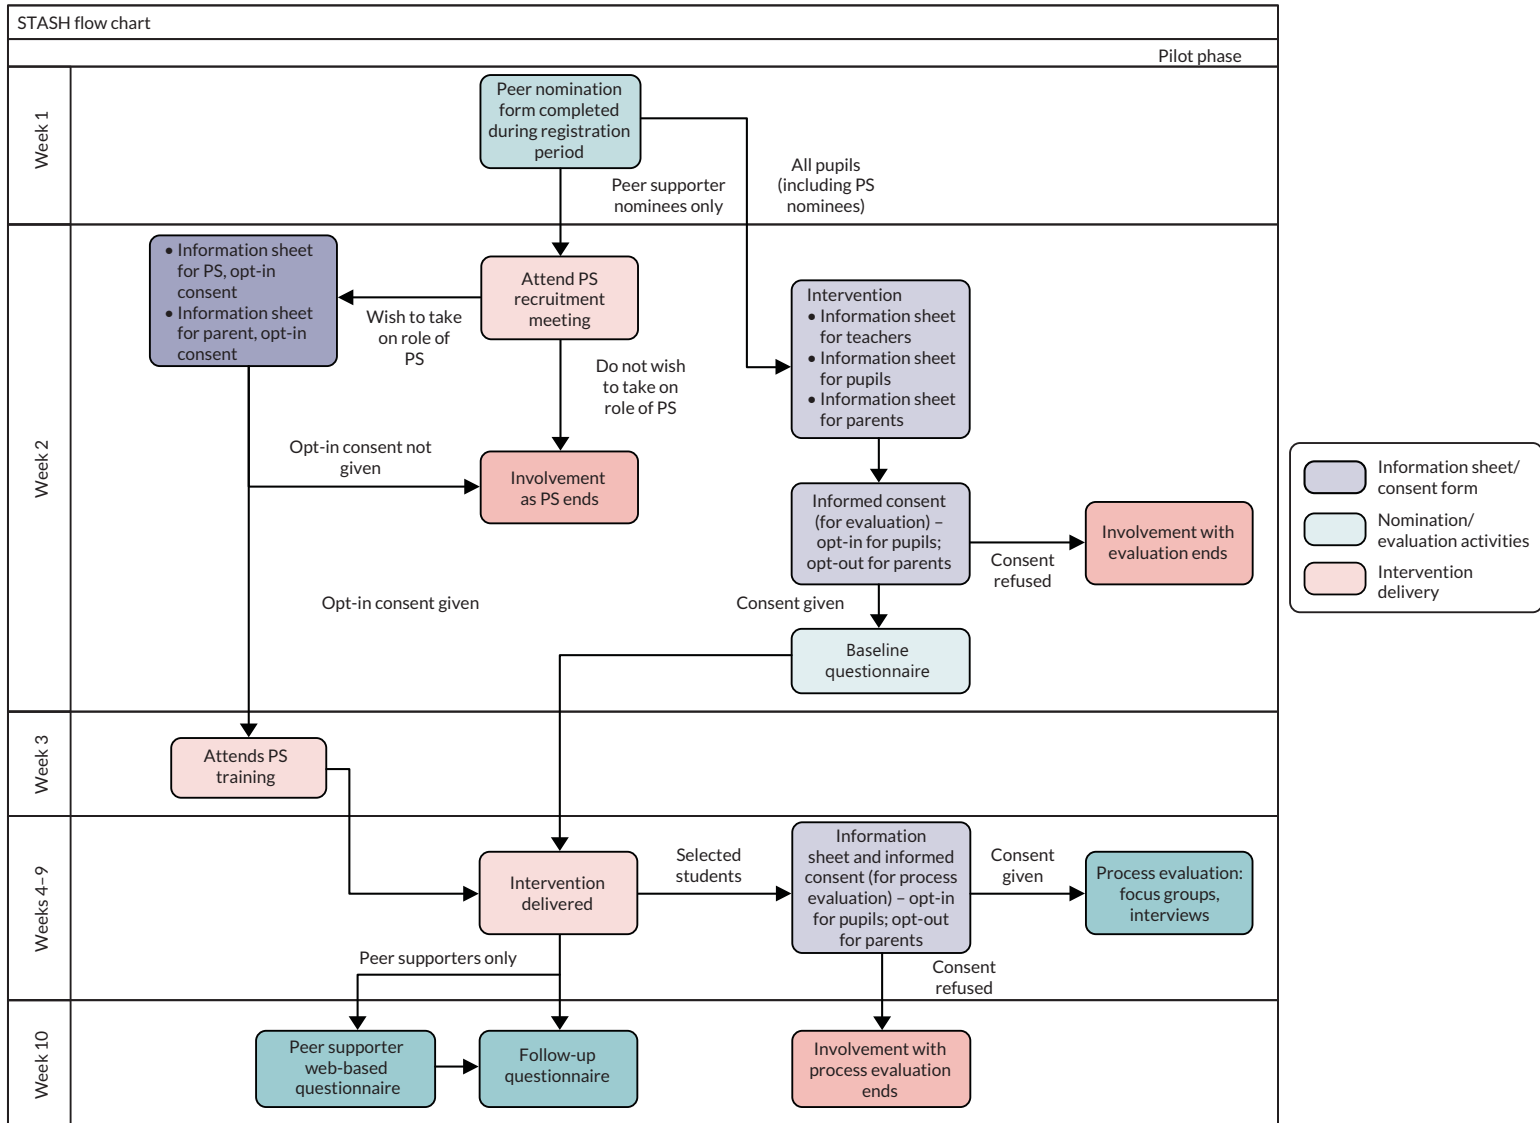 STASH flow chart
Pilot phase
Week 1
Peer nomination
form completed
during registration
period
Peer supporter
nominees only
All pupils
(including PS
nominees)
Week 2
• Information sheet
for PS, opt-in
consent
• Information sheet
for parent, opt-in
consent
Wish to take
on role of
PS
Attend PS
recruitment
meeting
Do not wish
to take on
role of PS
Intervention
• Information sheet
for teachers
• Information sheet
for pupils
• Information sheet
for parents
Opt-in consent not
given
Involvement
as PS ends
Informed consent
(for evaluation) –
opt-in for pupils;
opt-out for parents
Consent
refused
Involvement with
evaluation ends
Opt-in consent given
Consent given
Baseline
questionnaire
Week 3
Attends PS
training
Weeks 4–9
Intervention
delivered
Selected
students
Information
sheet and informed
consent (for process
evaluation) – opt-in
for pupils; opt-out
for parents
Consent
given
Process evaluation:
focus groups,
interviews
Peer supporters only
Consent
refused
Week 10
Peer supporter
web-based
questionnaire
Follow-up
questionnaire
Involvement with
process evaluation
ends
Information sheet/
consent form
Nomination/
evaluation activities
Intervention
delivery